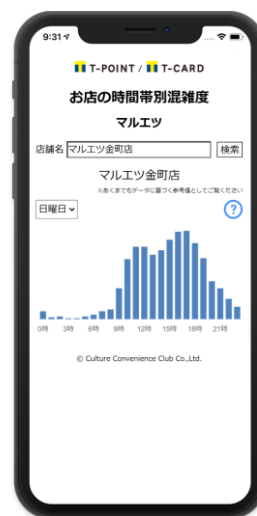 9:31
T-POINT / T-CARD
お店の時間帯別混雑度
マルエツ
店舗名 マルエツ金町店 検索
マルエツ金町店
※あくまでもデータに基づく参考値としてご覧ください
日曜日 ?
0時 3時 6時 9時 12時 15時 18時 21時
© Culture Convenience Club Co.,Ltd.